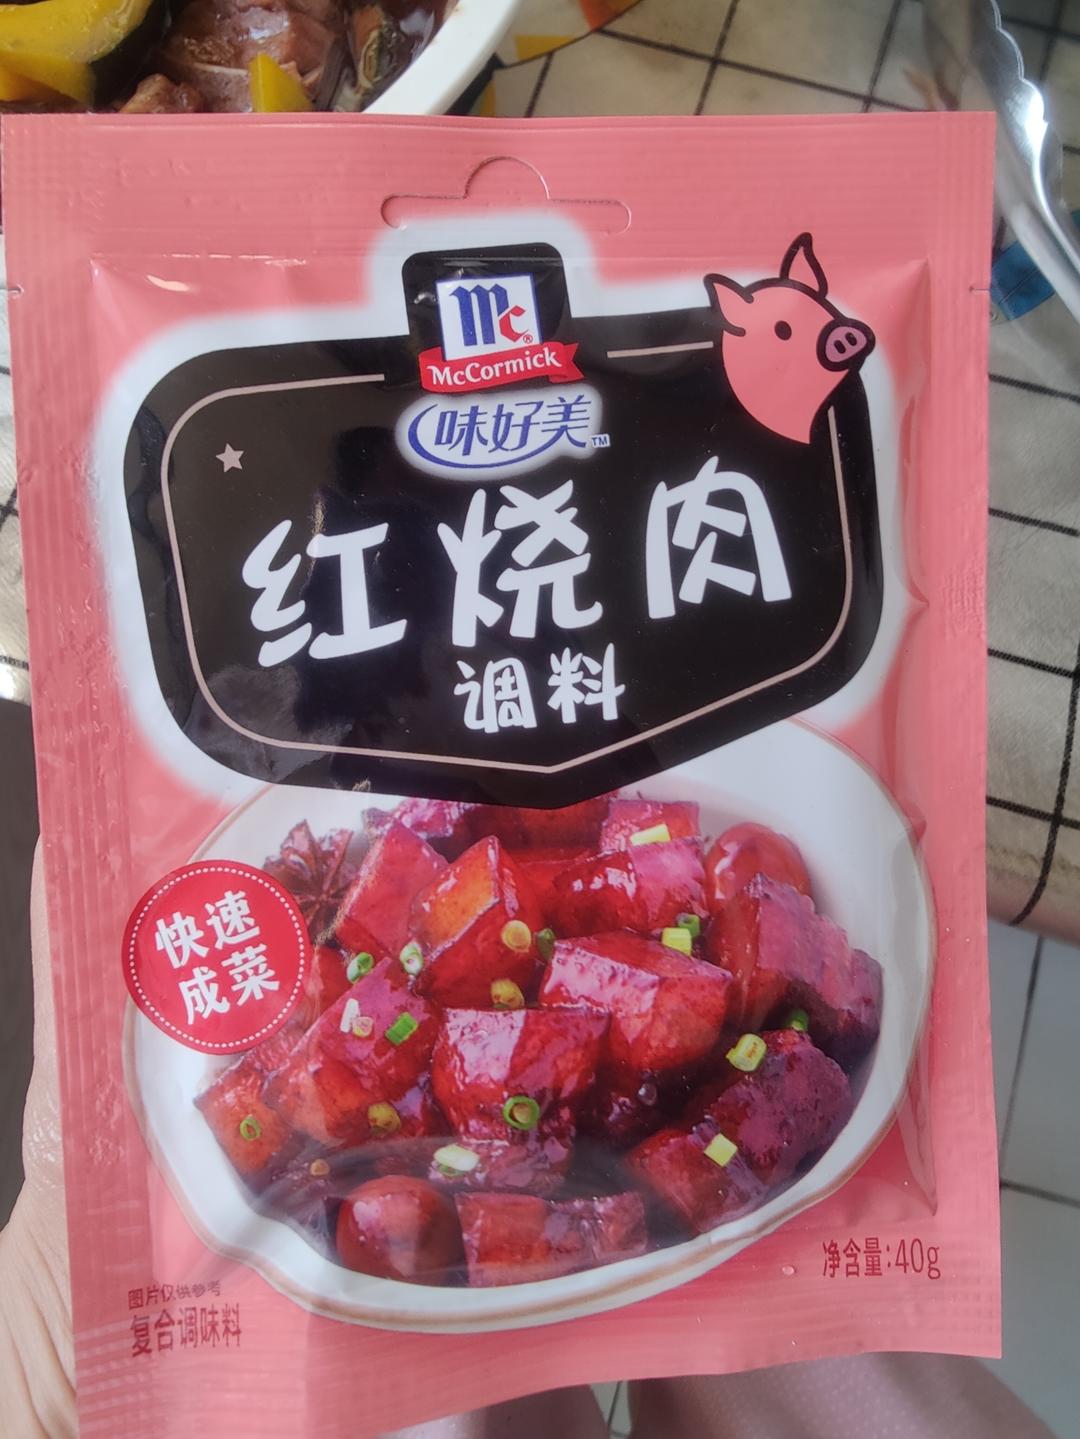 Mc®
McCormick
味好美™
红烧肉
调料
快速
成菜
净含量:40g
图片仅供参考
复合调味料